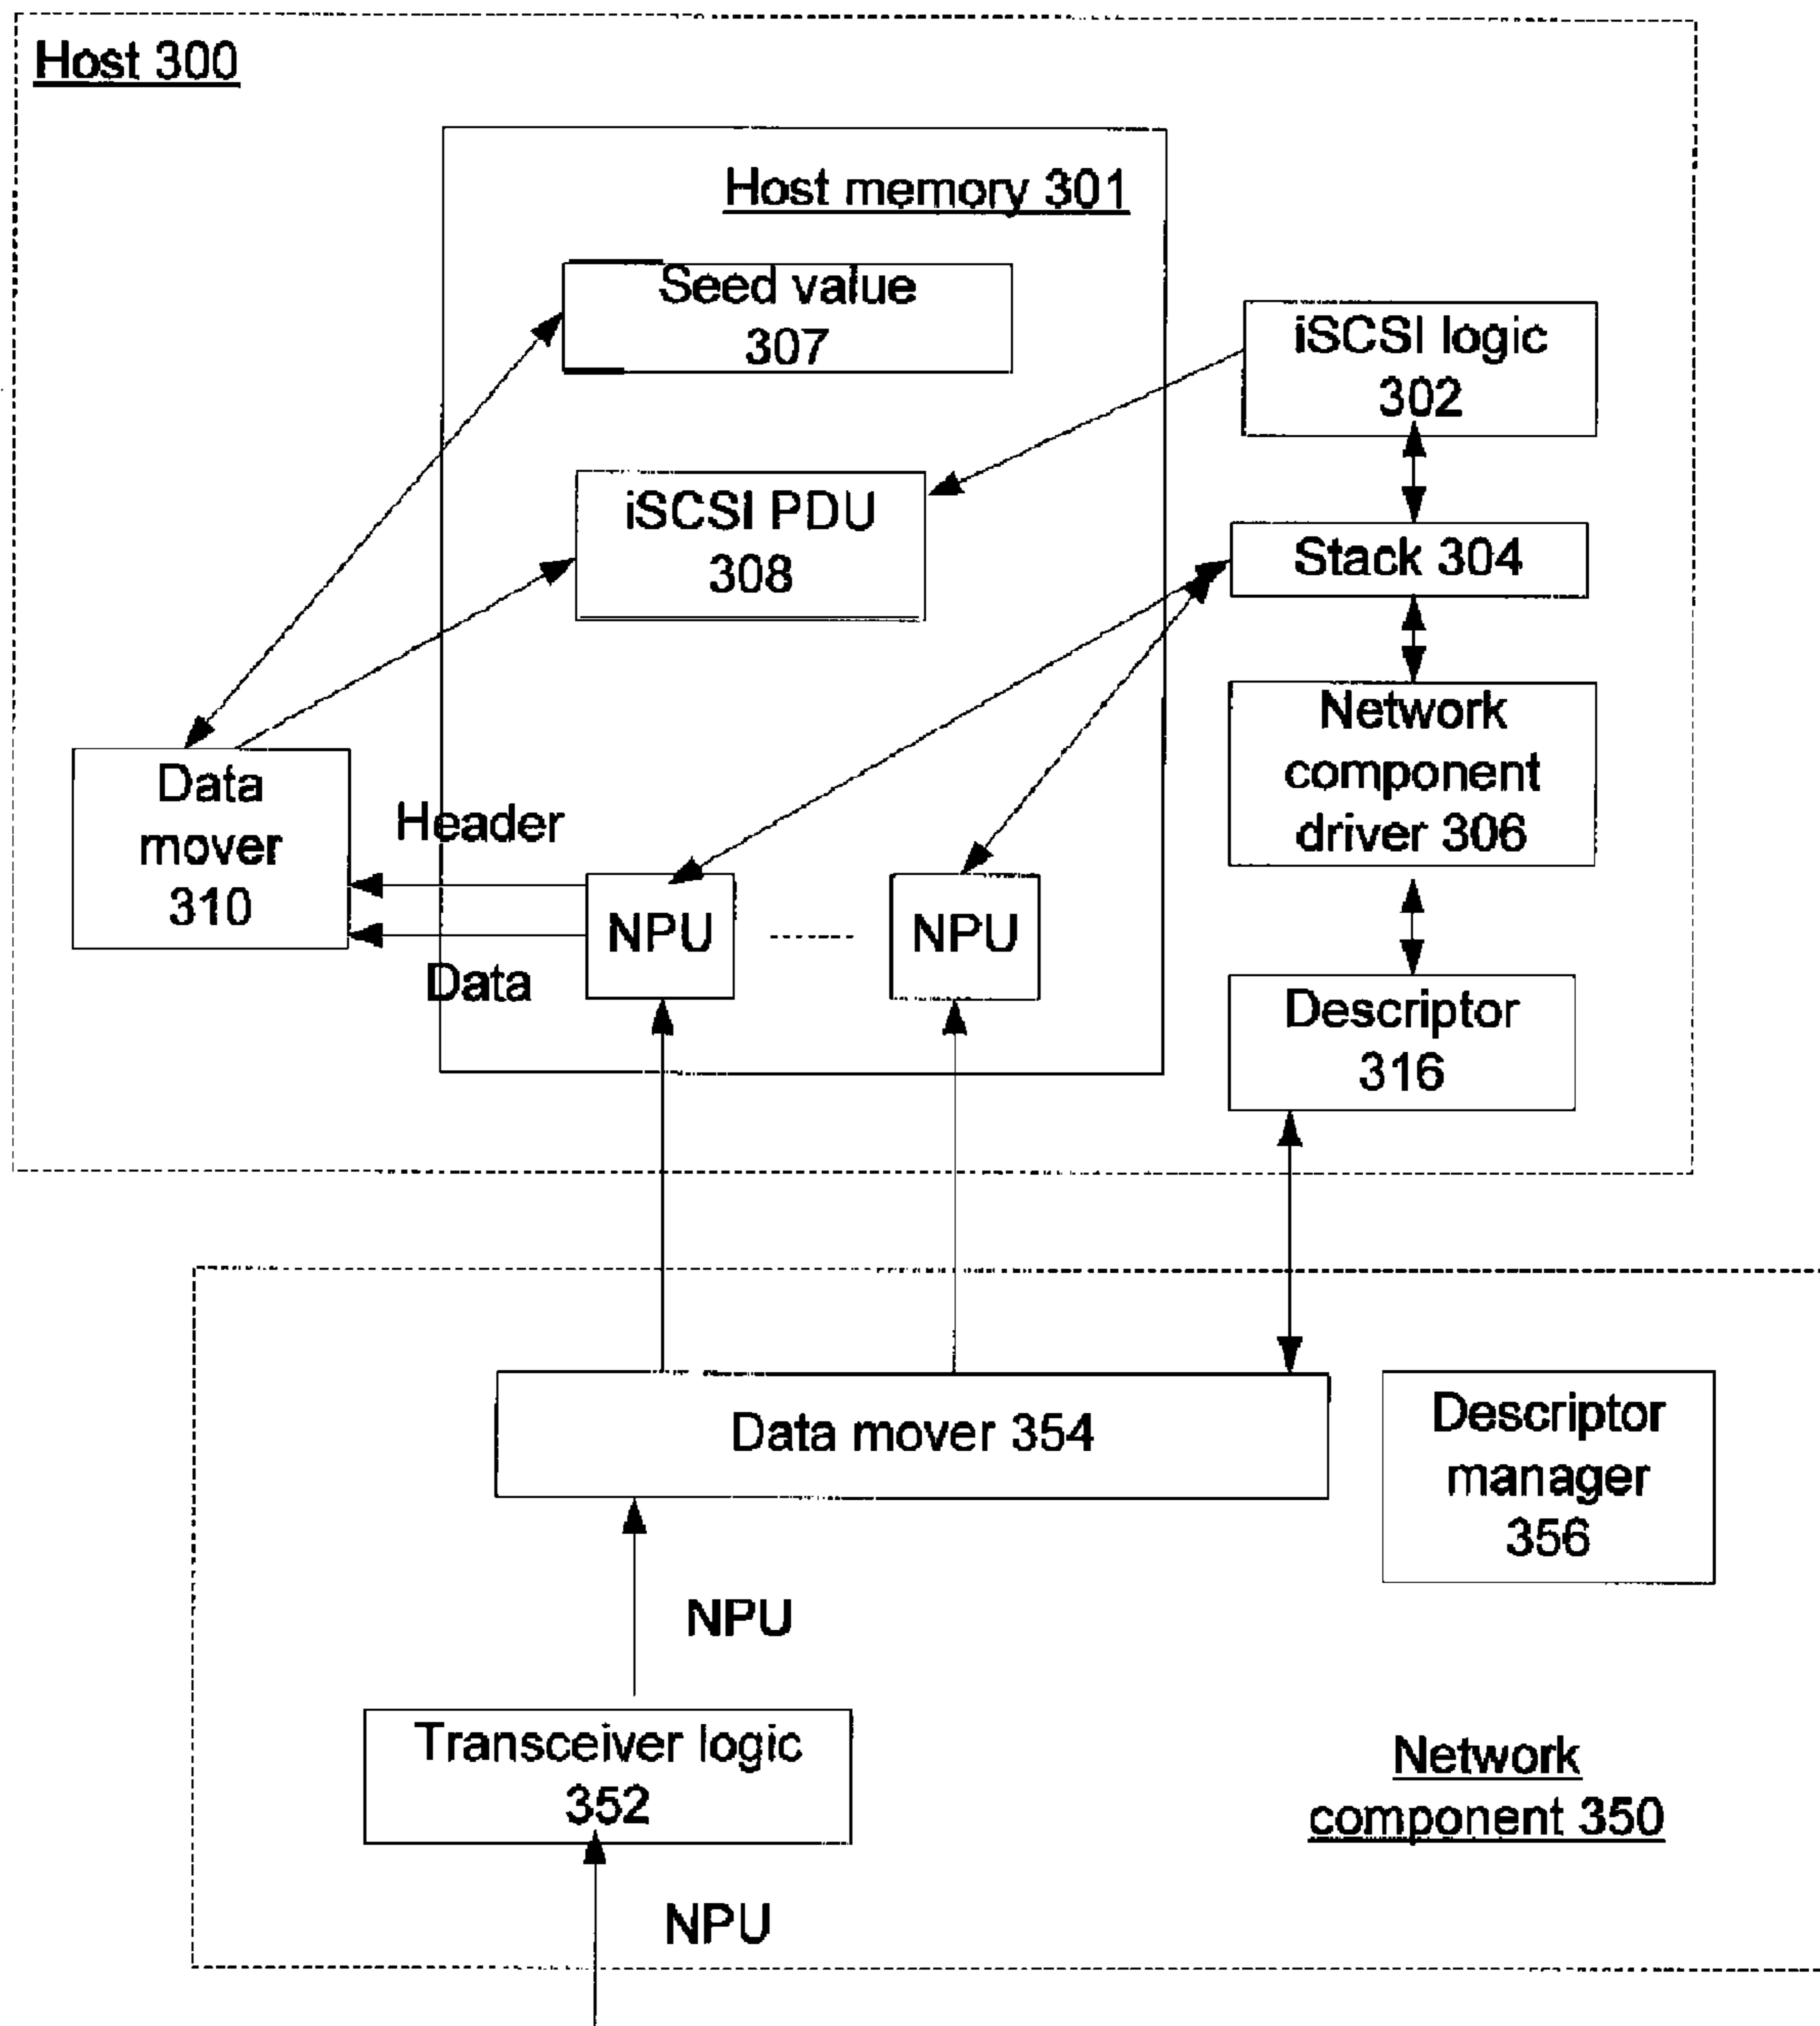 Host 300
Host memory 301
Seed value
307
iSCSI logic
302
iSCSI PDU
308
Stack 304
Network
component
driver 306
Data
mover
310
Header
Data
NPU
NPU
Descriptor
316
Data mover 354
Descriptor
manager
356
NPU
Transceiver logic
352
Network
component 350
NPU